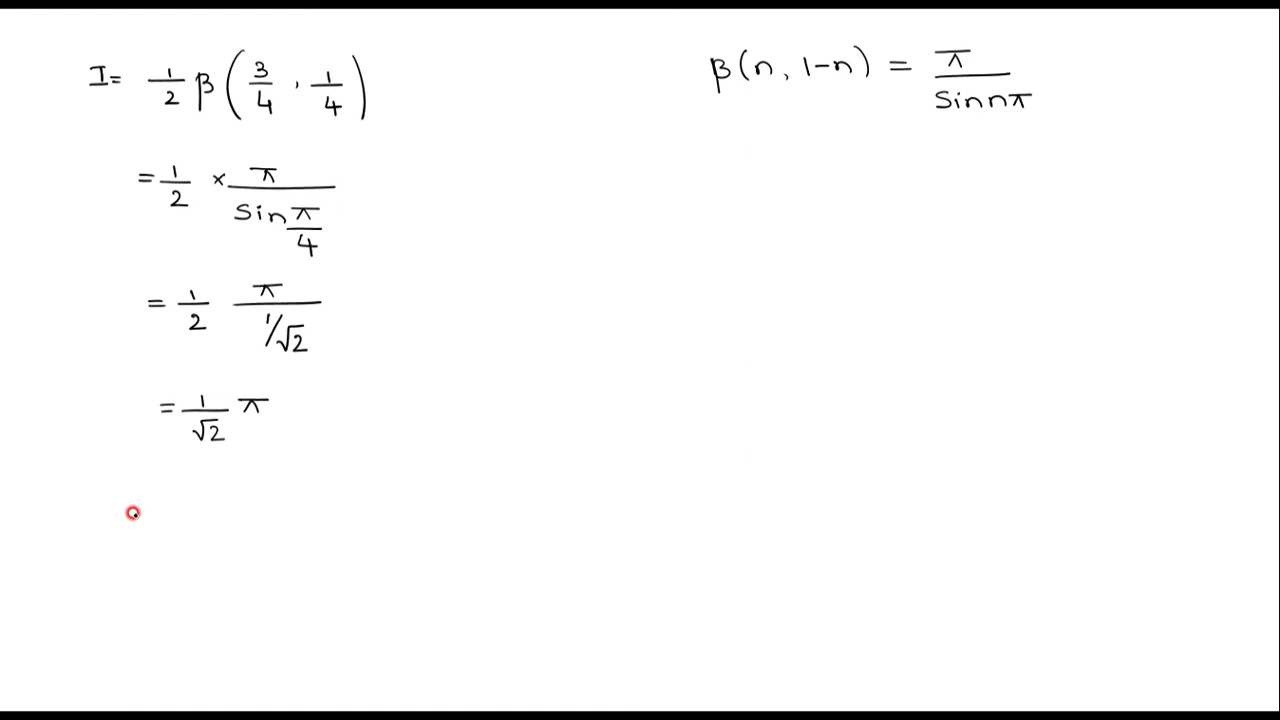 I = 1/2 β(3/4, 1/4)
β(n, 1-n) = π / sin nπ
= 1/2 × π / sin π/4
= 1/2 π / 1/√2
= 1/√2 π